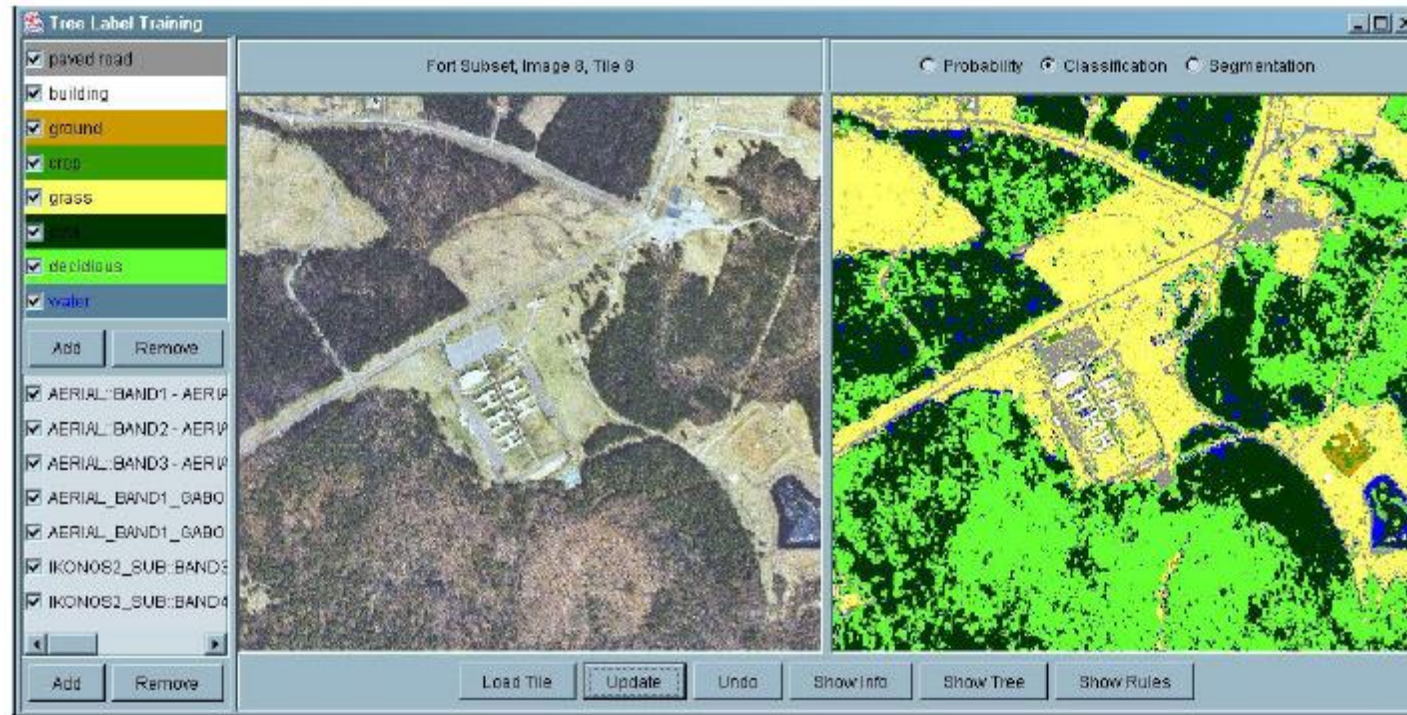 Tree Label Training
paved road
building
ground
crop
grass
decidious
water
Add Remove
AERIAL::BAND1 - AERIA
AERIAL::BAND2 - AERIA
AERIAL::BAND3 - AERIA
AERIAL_BAND1_GABO
AERIAL_BAND1_GABO
IKONOS2_SUB::BAND3
IKONOS2_SUB::BAND4
Add Remove
Fort Subset, Image 8, Tile 8
Probability Classification Segmentation
Load Tile Update Undo Show Info Show Tree Show Rules